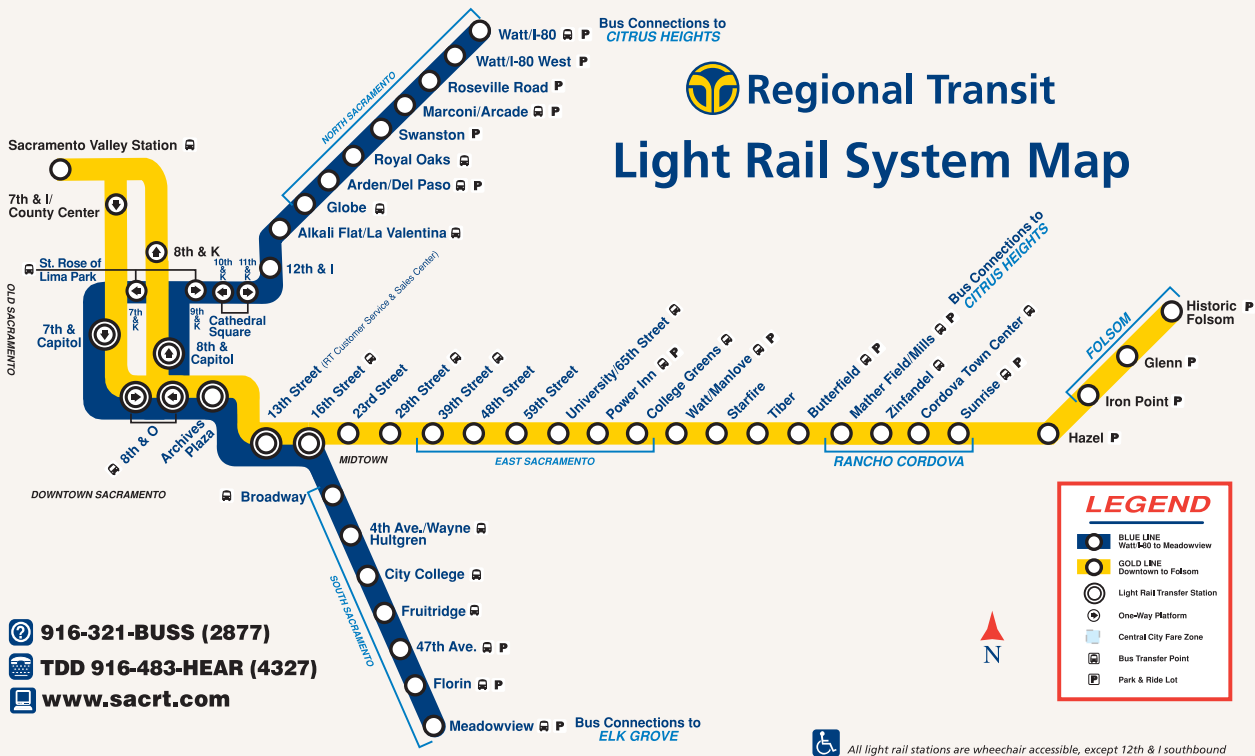 Regional Transit
Light Rail System Map
Watt/I-80 P
Bus Connections to
CITRUS HEIGHTS
Watt/I-80 West P
Roseville Road P
Marconi/Arcade P
Swanston P
Royal Oaks
Arden/Del Paso P
Globe
Alkali Flat/La Valentina
12th & I
NORTH SACRAMENTO
Sacramento Valley Station
7th & I/
County Center
8th & K
St. Rose of
Lima Park
7th
&
K
9th
&
K
10th
&
K
11th
&
K
Cathedral
Square
OLD SACRAMENTO
7th &
Capitol
8th &
Capitol
8th & O
Archives
Plaza
DOWNTOWN SACRAMENTO
13th Street (RT Customer Service & Sales Center)
16th Street
23rd Street
29th Street
39th Street
48th Street
59th Street
University/65th Street
Power Inn P
College Greens
Watt/Manlove P
Starfire
Tiber
Butterfield P
Mather Field/Mills P
Bus Connections to
CITRUS HEIGHTS
Zinfandel
Cordova Town Center
Sunrise P
MIDTOWN
EAST SACRAMENTO
RANCHO CORDOVA
Historic P
Folsom
Glenn P
Iron Point P
Hazel P
FOLSOM
Broadway
4th Ave./Wayne
Hultgren
City College
Fruitridge
47th Ave. P
Florin P
Meadowview P
Bus Connections to
ELK GROVE
SOUTH SACRAMENTO
916-321-BUSS (2877)
TDD 916-483-HEAR (4327)
www.sacrt.com
N
LEGEND
BLUE LINE
Watt/I-80 to Meadowview
GOLD LINE
Downtown to Folsom
Light Rail Transfer Station
One-Way Platform
Central City Fare Zone
Bus Transfer Point
P Park & Ride Lot
All light rail stations are wheechair accessible, except 12th & I southbound